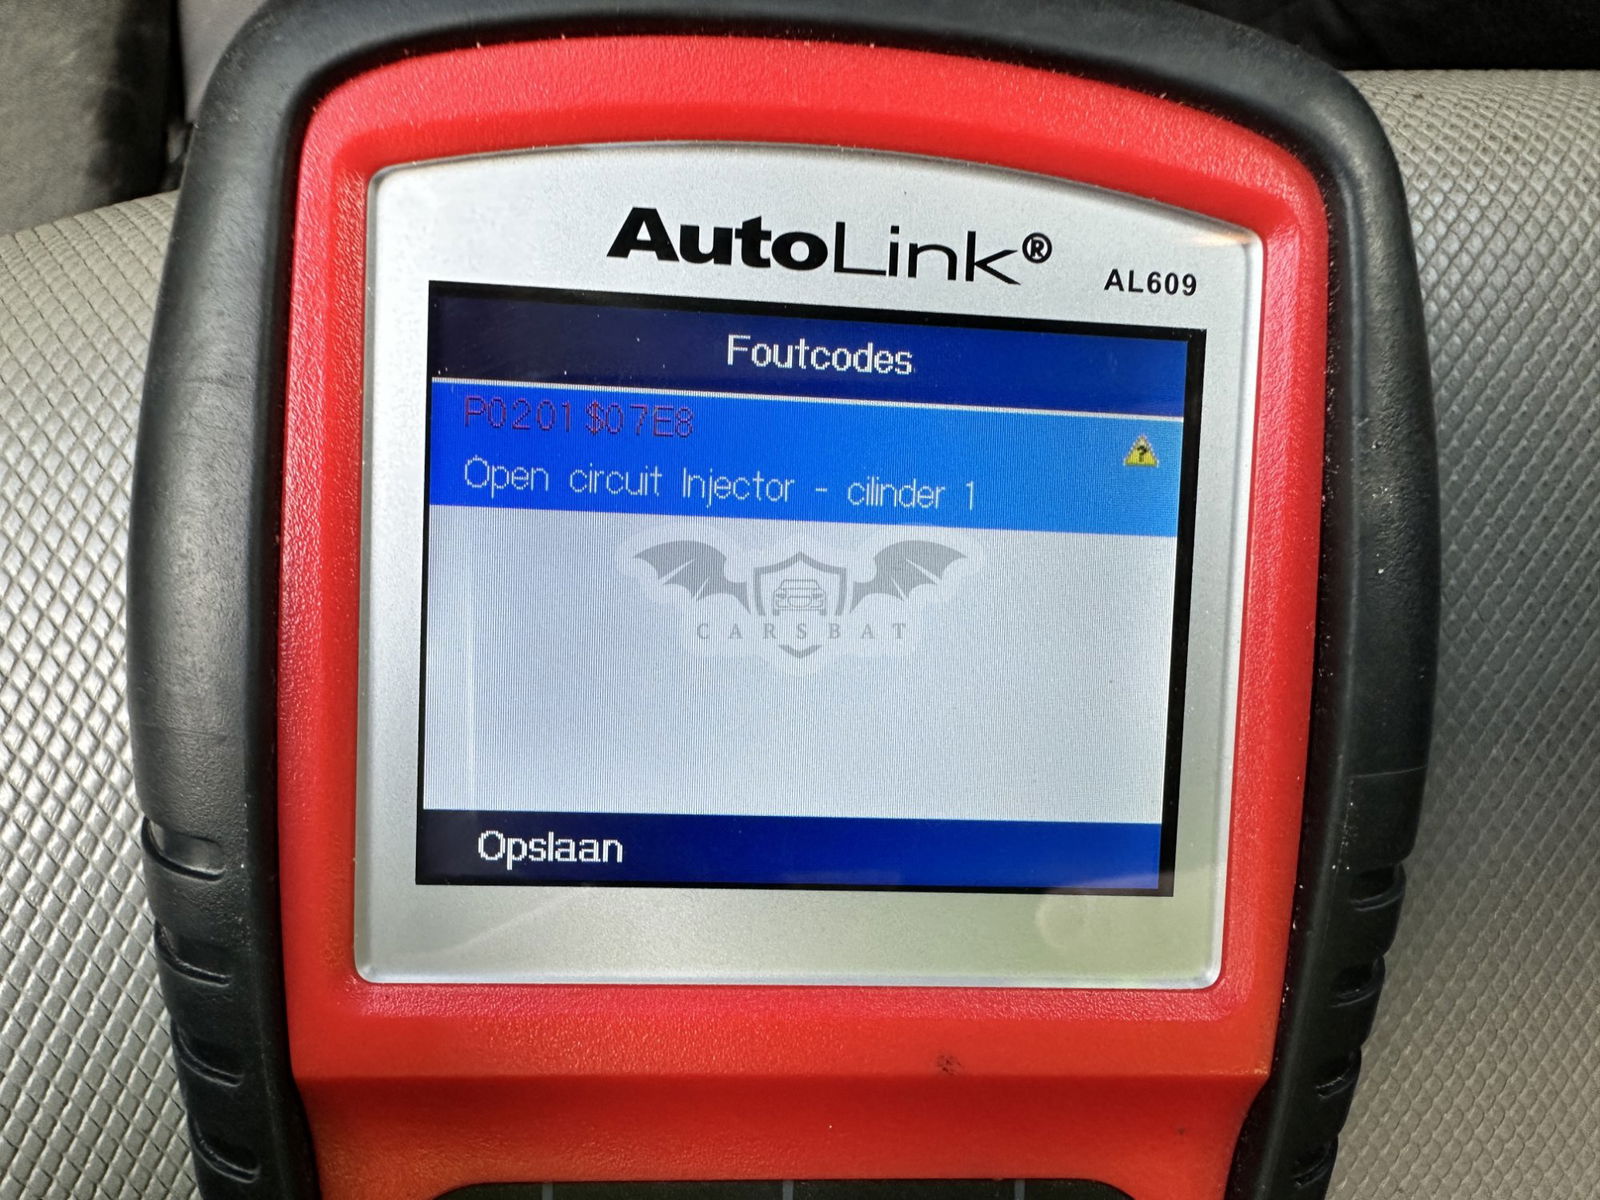 AutoLink®
AL609
Foutcodes
P0201$07E8
Open circuit Injector - cilinder 1
CARSBAT
Opslaan